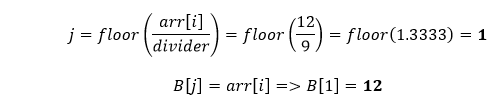 j = floor(arr[i]/divider) = floor(12/9) = floor(1.3333) = 1
B[j] = arr[i] => B[1] = 12